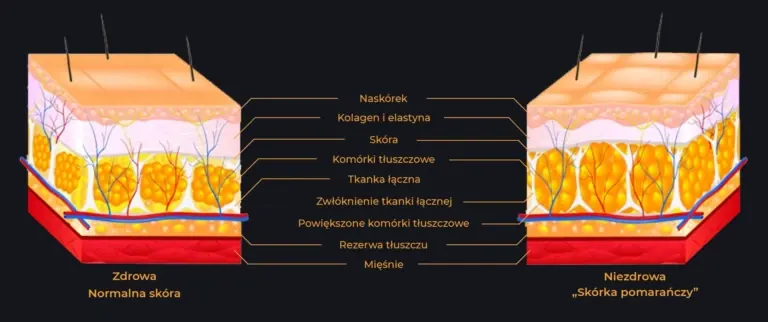 Naskórek
Kolagen i elastyna
Skóra
Komórki tłuszczowe
Tkanka łączna
Zwłóknienie tkanki łącznej
Powiększone komórki tłuszczowe
Rezerwa tłuszczu
Mięśnie
Zdrowa
Normalna skóra
Niezdrowa
„Skórka pomarańczy”